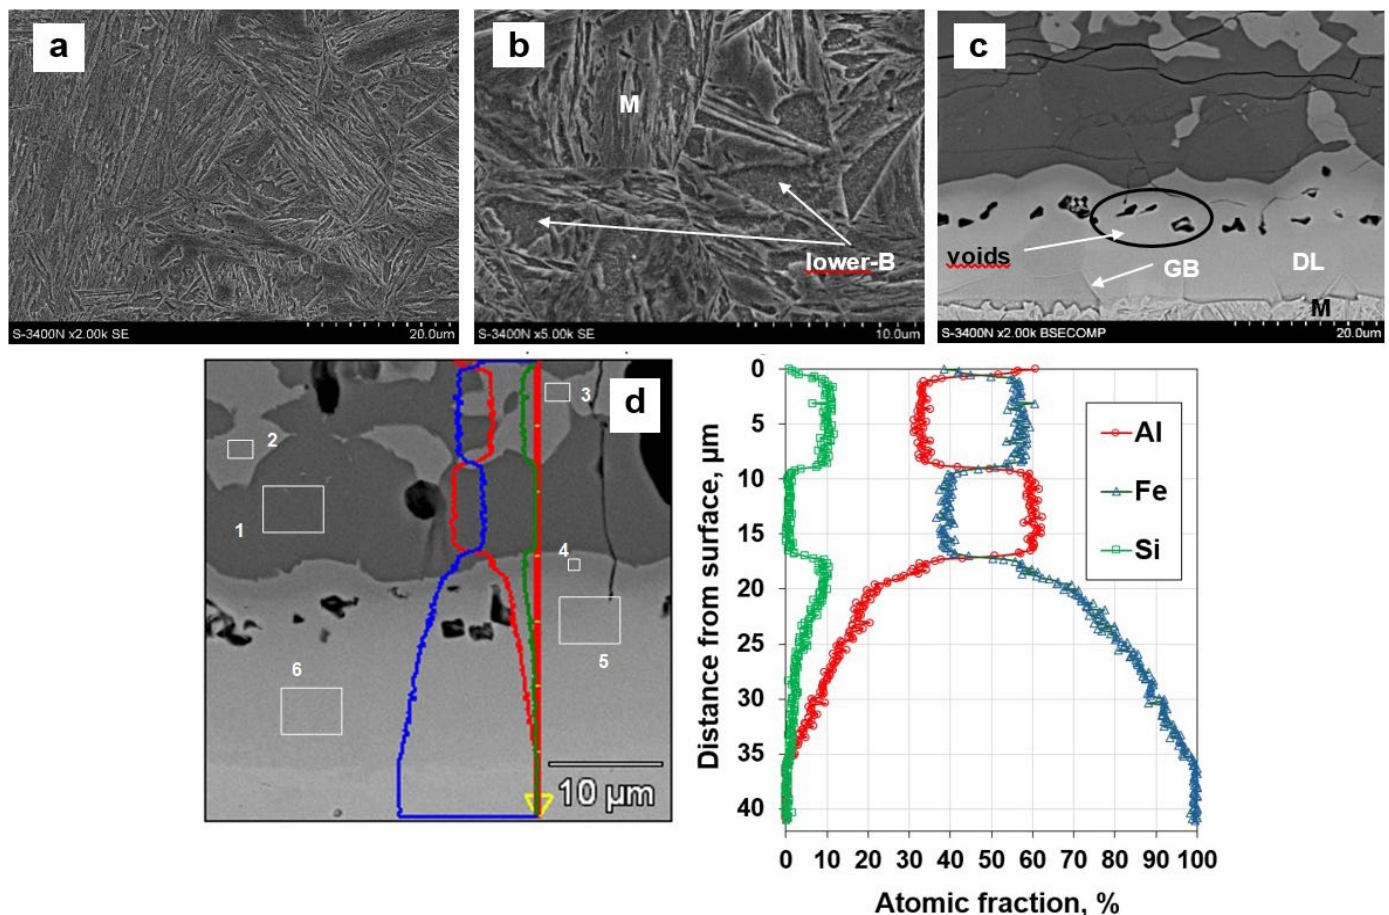 a
b
c
M
lower-B
voids
GB
DL
M
S-3400N x2.00k SE
20.0um
S-3400N x5.00k SE
10.0um
S-3400N x2.00k BSECOMP
20.0um
d
3
2
1
4
5
6
10 µm
0
5
10
15
20
25
30
35
40
Distance from surface, µm
Al
Fe
Si
0 10 20 30 40 50 60 70 80 90 100
Atomic fraction, %